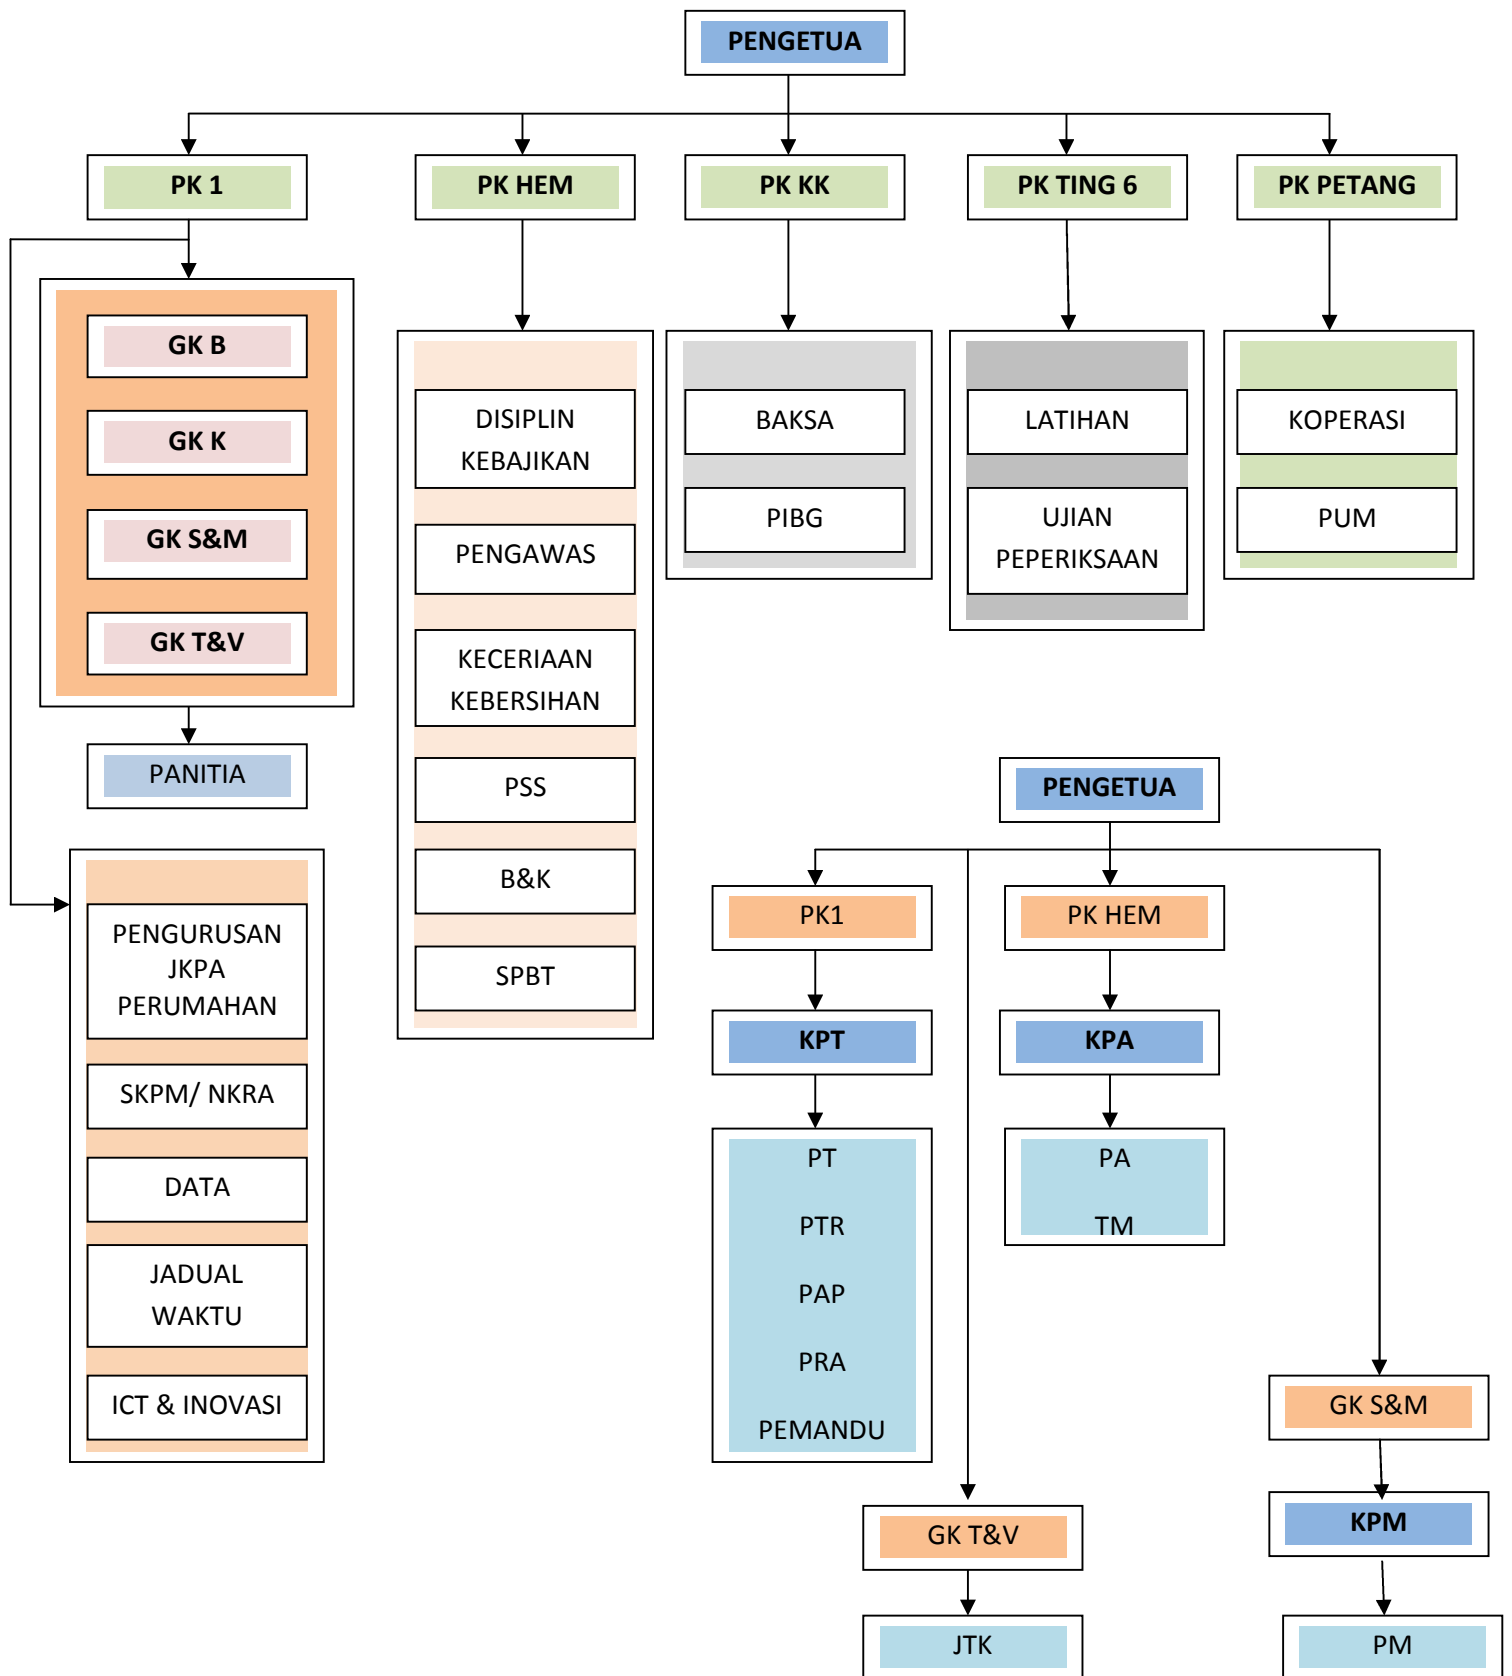 PENGETUA
PK 1
PK HEM
PK KK
PK TING 6
PK PETANG
GK B
GK K
GK S&M
GK T&V
PANITIA
PENGURUSAN
JKPA
PERUMAHAN
SKPM/ NKRA
DATA
JADUAL
WAKTU
ICT & INOVASI
DISIPLIN
KEBAJIKAN
PENGAWAS
KECERIAAN
KEBERSIHAN
PSS
B&K
SPBT
BAKSA
PIBG
LATIHAN
UJIAN
PEPERIKSAAN
KOPERASI
PUM
PENGETUA
PK1
PK HEM
KPT
KPA
PT
PTR
PAP
PRA
PEMANDU
PA
TM
GK T&V
JTK
GK S&M
KPM
PM